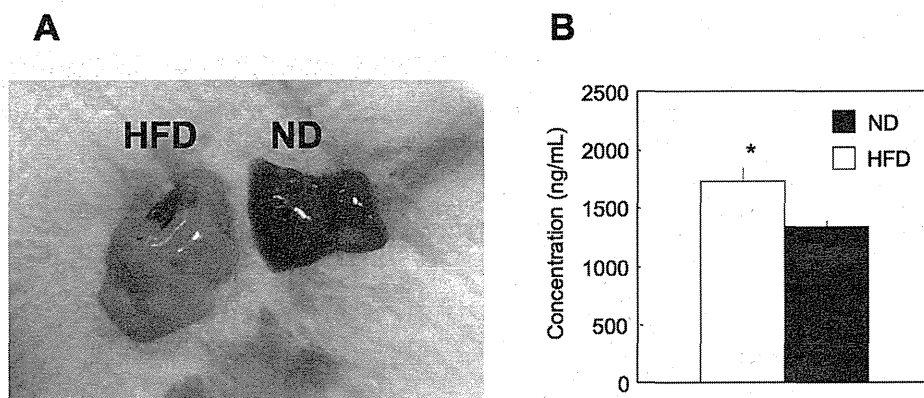 A
B
HFD ND
2500
2000
1500
1000
500
0
Concentration (ng/mL)
ND
HFD
*